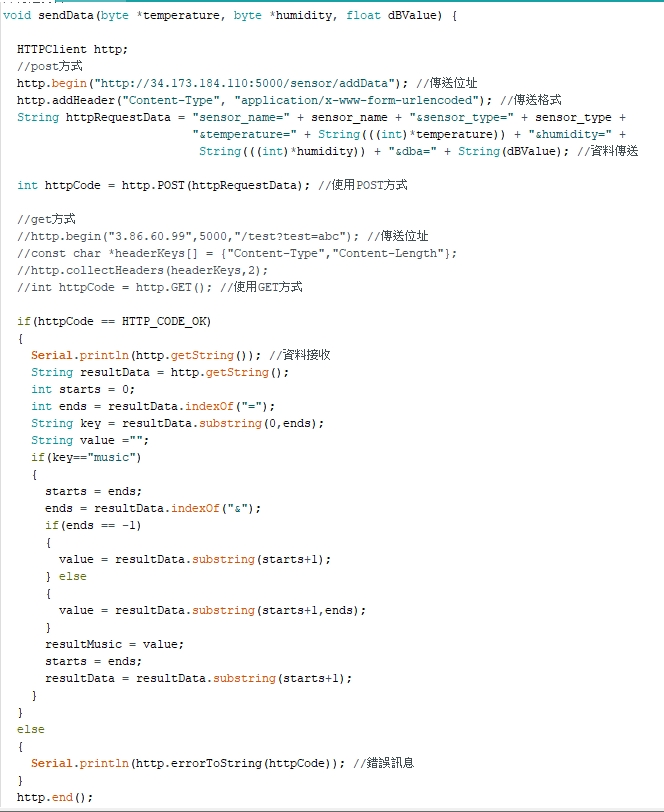 void sendData(byte *temperature, byte *humidity, float dBValue) {
HTTPClient http;
//post方式
http.begin("http://34.173.184.110:5000/sensor/addData"); //傳送位址
http.addHeader("Content-Type", "application/x-www-form-urlencoded"); //傳送格式
String httpRequestData = "sensor_name=" + sensor_name + "&sensor_type=" + sensor_type +
"&temperature=" + String(((int)*temperature)) + "&humidity=" +
String(((int)*humidity)) + "&dba=" + String(dBValue); //資料傳送
int httpCode = http.POST(httpRequestData); //使用POST方式
//get方式
//http.begin("3.86.60.99",5000,"/test?test=abc"); //傳送位址
//const char *headerKeys[] = {"Content-Type","Content-Length"};
//http.collectHeaders(headerKeys,2);
//int httpCode = http.GET(); //使用GET方式
if(httpCode == HTTP_CODE_OK)
{
Serial.println(http.getString()); //資料接收
String resultData = http.getString();
int starts = 0;
int ends = resultData.indexOf("=");
String key = resultData.substring(0,ends);
String value ="";
if(key=="music")
{
starts = ends;
ends = resultData.indexOf("&");
if(ends == -1)
{
value = resultData.substring(starts+1);
} else
{
value = resultData.substring(starts+1,ends);
}
resultMusic = value;
starts = ends;
resultData = resultData.substring(starts+1);
}
}
else
{
Serial.println(http.errorToString(httpCode)); //錯誤訊息
}
http.end();